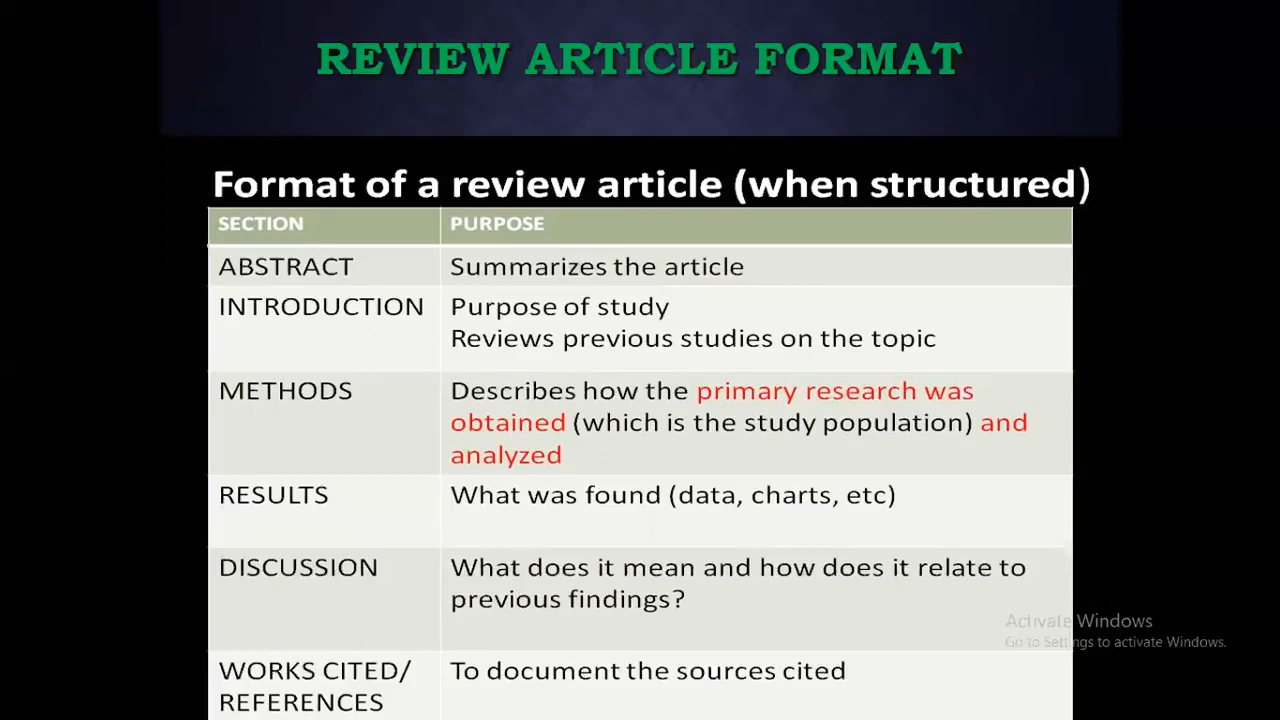 REVIEW ARTICLE FORMAT
Format of a review article (when structured)
SECTION PURPOSE
ABSTRACT Summarizes the article
INTRODUCTION Purpose of study
Reviews previous studies on the topic
METHODS Describes how the primary research was
obtained (which is the study population) and
analyzed
RESULTS What was found (data, charts, etc)
DISCUSSION What does it mean and how does it relate to
previous findings?
Activate Windows
Go to Settings to activate Windows.
WORKS CITED/ To document the sources cited
REFERENCES